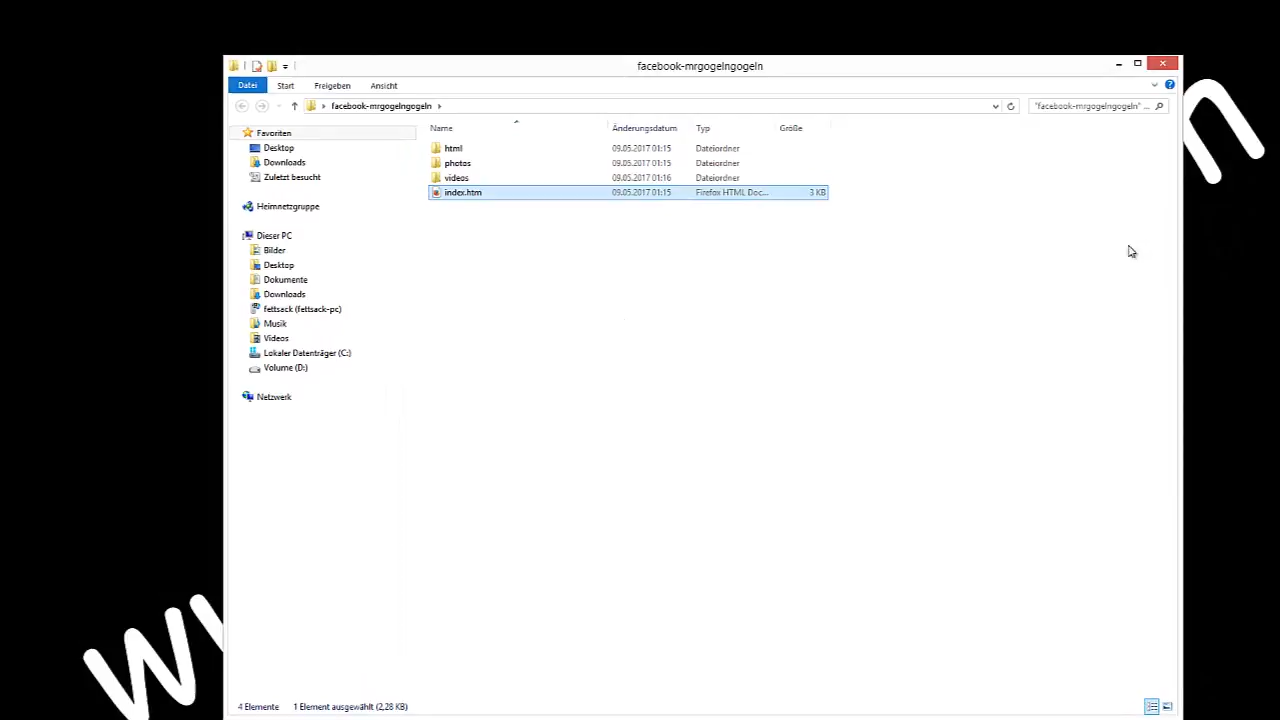 facebook-mrgogelngogeln
Datei Start Freigeben Ansicht
facebook-mrgogelngogeln
"facebook-mrgogelngogeln" ...
Favoriten
Desktop
Downloads
Zuletzt besucht
Heimnetzgruppe
Dieser PC
Bilder
Desktop
Dokumente
Downloads
fettsack (fettsack-pc)
Musik
Videos
Lokaler Datenträger (C:)
Volume (D:)
Netzwerk
Name Änderungsdatum Typ Größe
html 09.05.2017 01:15 Dateiordner
photos 09.05.2017 01:15 Dateiordner
videos 09.05.2017 01:16 Dateiordner
index.htm 09.05.2017 01:15 Firefox HTML Doc... 3 KB
4 Elemente 1 Element ausgewählt (2,28 KB)